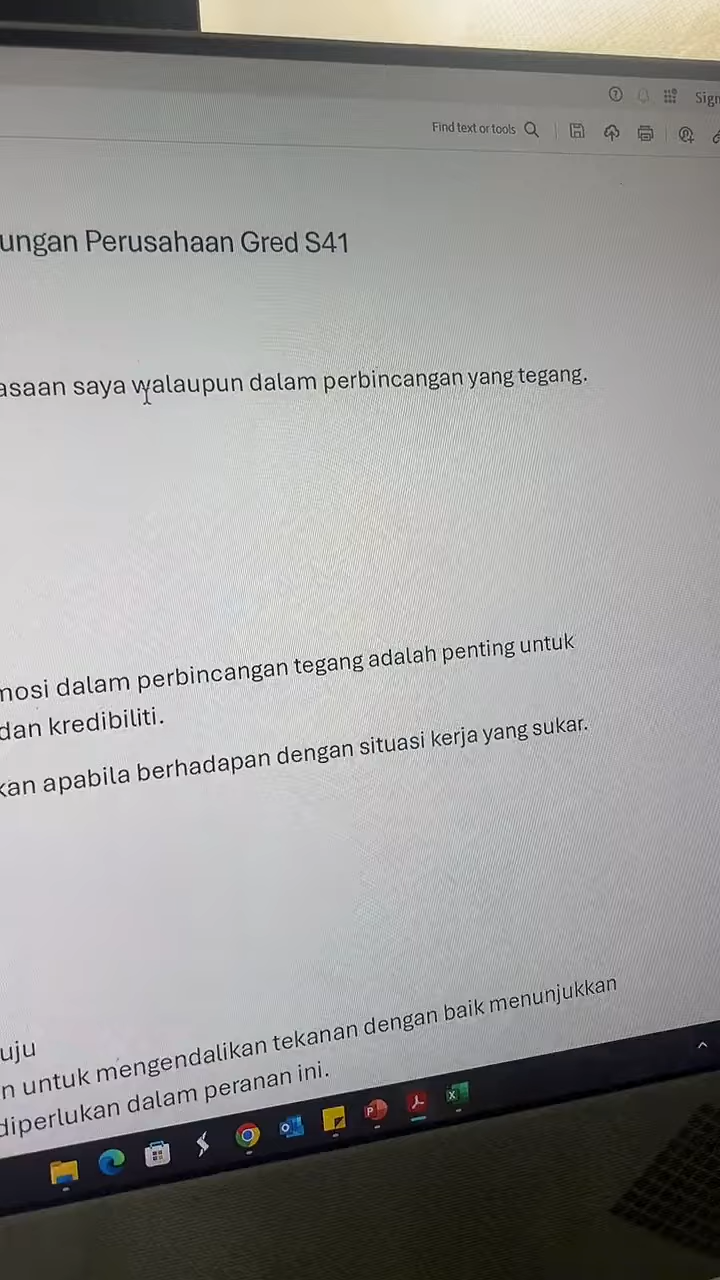 Sign
Find text or tools
ungan Perusahaan Gred S41
asaan saya walaupun dalam perbincangan yang tegang.
mosi dalam perbincangan tegang adalah penting untuk
dan kredibiliti.
kan apabila berhadapan dengan situasi kerja yang sukar.
uju
n untuk mengendalikan tekanan dengan baik menunjukkan
diperlukan dalam peranan ini.